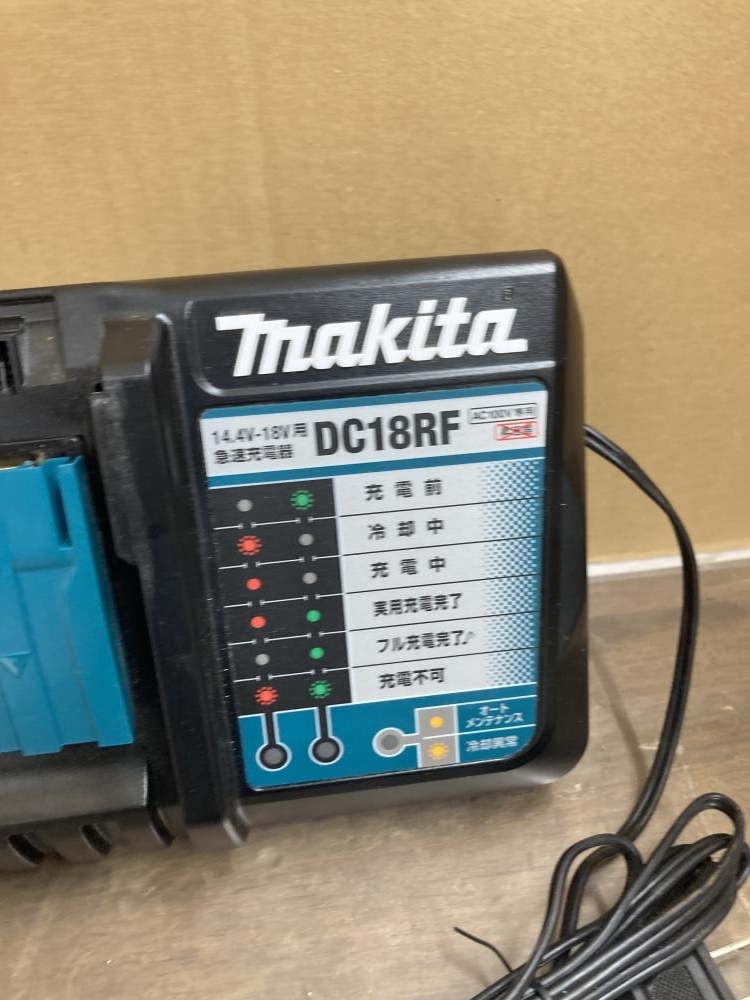 makita
14.4V-18V用
急速充電器
DC18RF
AC100V専用
充電前
冷却中
充電中
実用充電完了
フル充電完了♪
充電不可
オート
メンテナンス
冷却異常